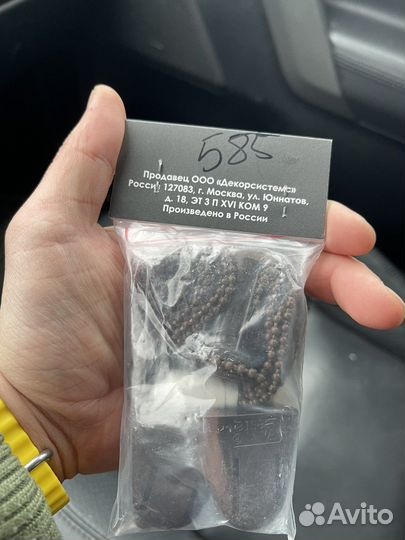 585
Продавец ООО «Декорсистемс»
Россия 127083, г. Москва, ул. Юннатов,
д. 18, ЭТ 3 П XVI КОМ 9
Произведено в России
Avito